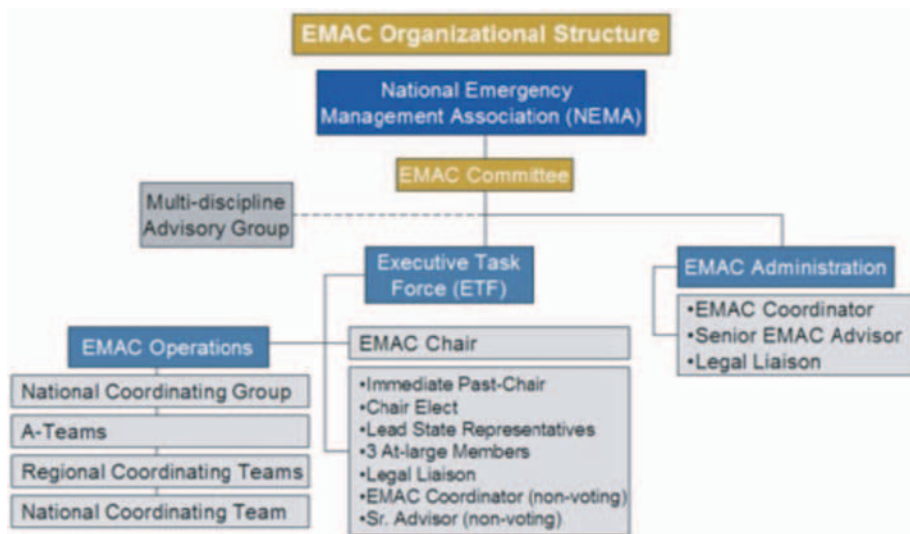 EMAC Organizational Structure
National Emergency
Management Association (NEMA)
EMAC Committee
Multi-discipline
Advisory Group
Executive Task
Force (ETF)
EMAC Administration
•EMAC Coordinator
•Senior EMAC Advisor
•Legal Liaison
EMAC Operations
EMAC Chair
National Coordinating Group
A-Teams
Regional Coordinating Teams
National Coordinating Team
•Immediate Past-Chair
•Chair Elect
•Lead State Representatives
•3 At-large Members
•Legal Liaison
•EMAC Coordinator (non-voting)
•Sr. Advisor (non-voting)